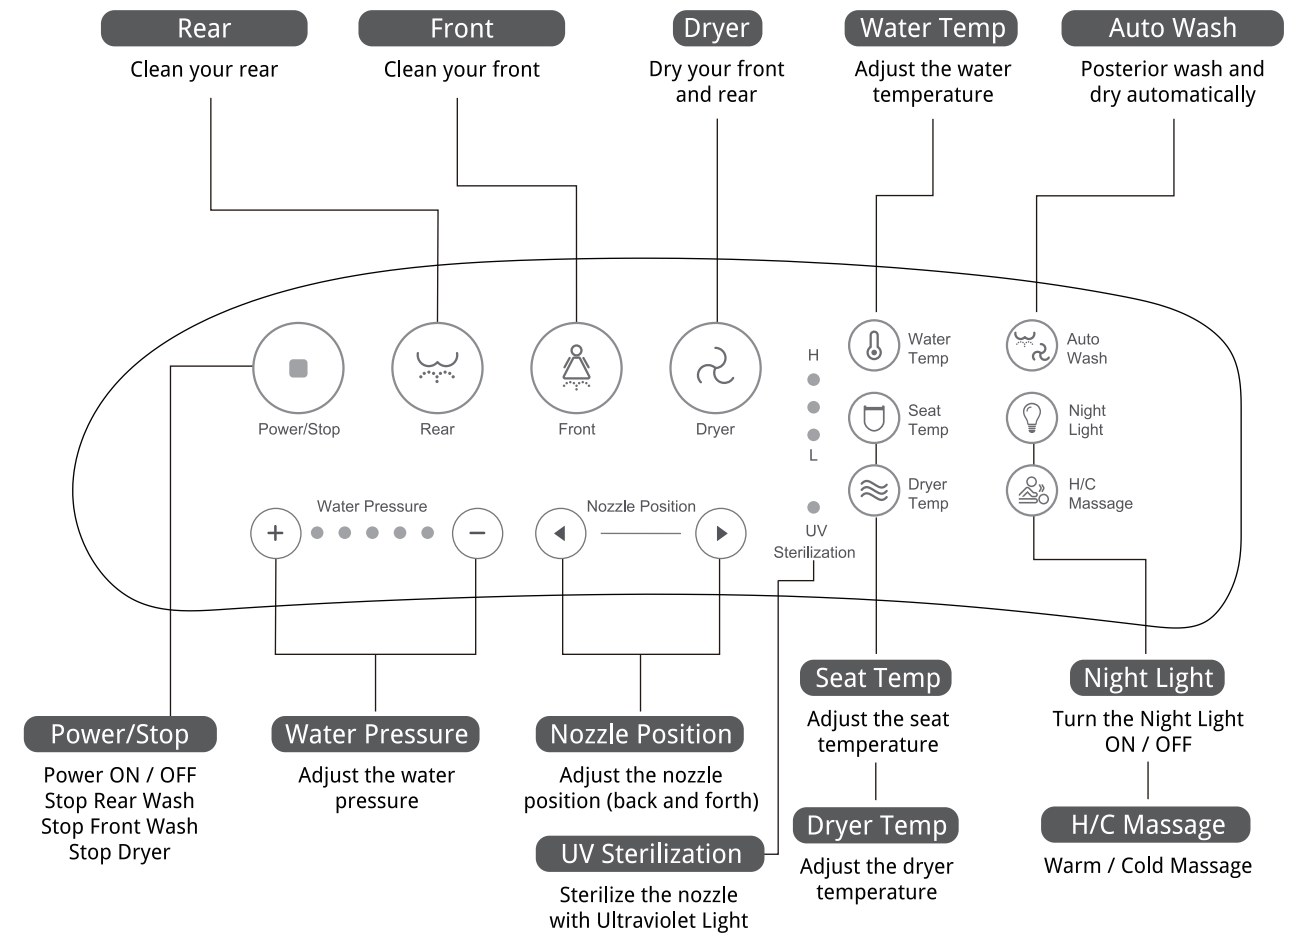 Rear
Clean your rear
Front
Clean your front
Dryer
Dry your front
and rear
Water Temp
Adjust the water
temperature
Auto Wash
Posterior wash and
dry automatically
Power/Stop
Rear
Front
Dryer
H
L
Water
Temp
Seat
Temp
Dryer
Temp
Auto
Wash
Night
Light
H/C
Massage
Water Pressure
+
−
Nozzle Position
UV
Sterilization
Power/Stop
Power ON / OFF
Stop Rear Wash
Stop Front Wash
Stop Dryer
Water Pressure
Adjust the water
pressure
Nozzle Position
Adjust the nozzle
position (back and forth)
UV Sterilization
Sterilize the nozzle
with Ultraviolet Light
Seat Temp
Adjust the seat
temperature
Dryer Temp
Adjust the dryer
temperature
Night Light
Turn the Night Light
ON / OFF
H/C Massage
Warm / Cold Massage